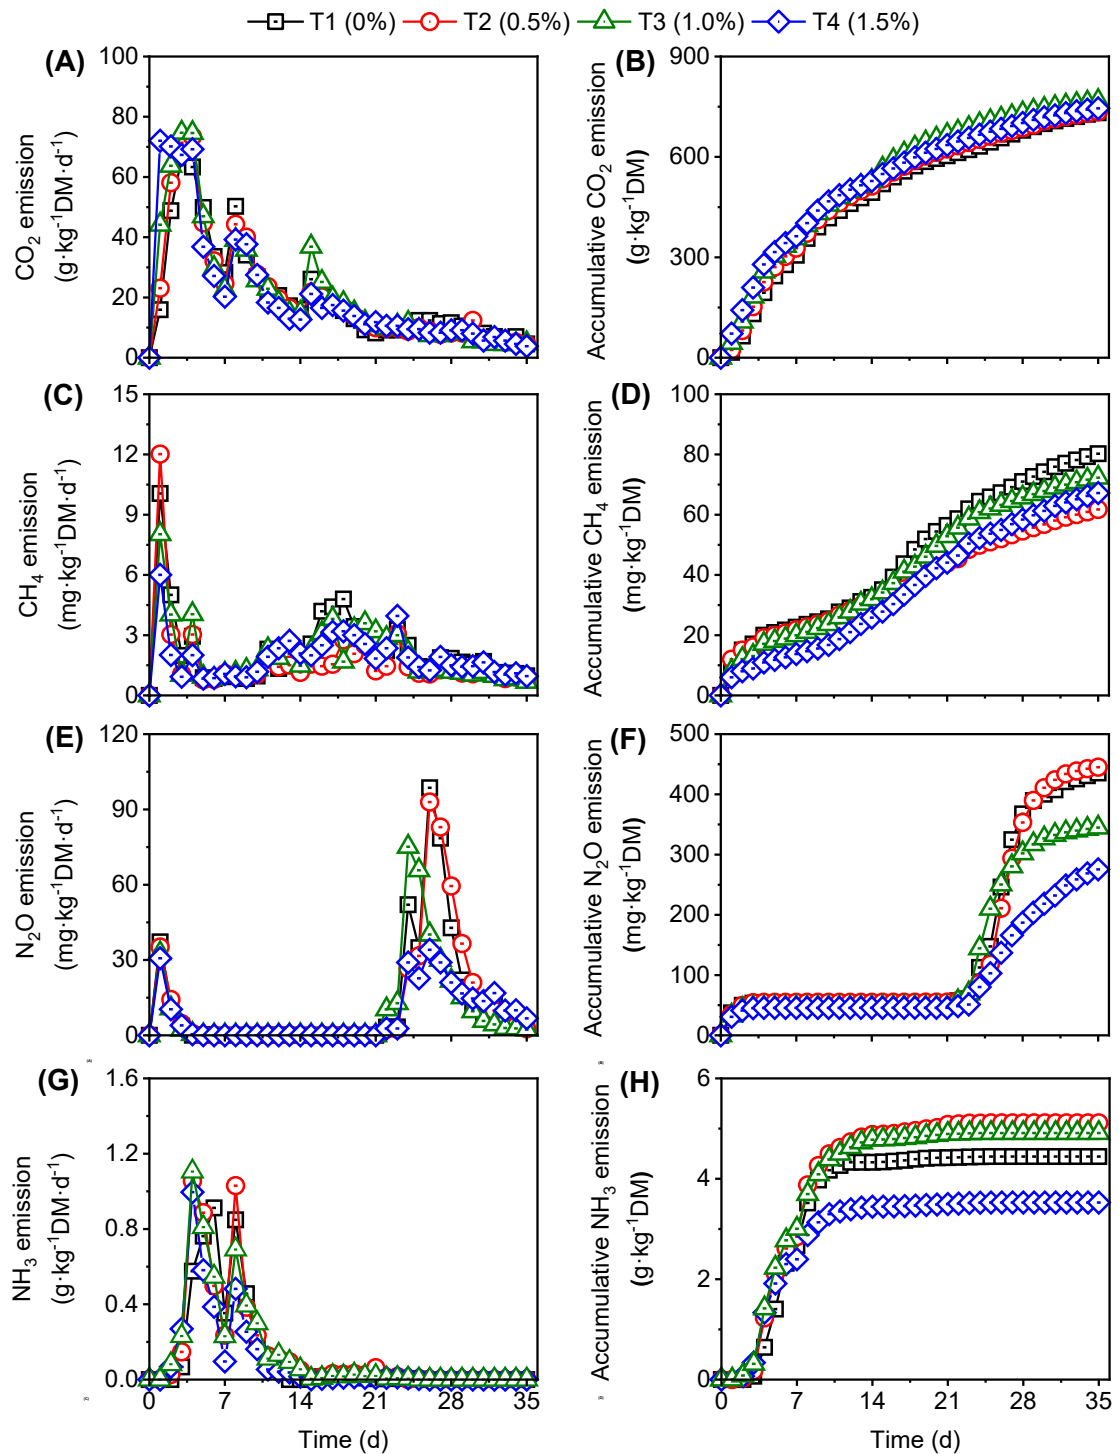 T1 (0%) T2 (0.5%) T3 (1.0%) T4 (1.5%)
(A)
CO2 emission
(g·kg-1DM·d-1)
100
80
60
40
20
0
(B)
Accumulative CO2 emission
(g·kg-1DM)
900
600
300
0
(C)
CH4 emission
(mg·kg-1DM·d-1)
15
12
9
6
3
0
(D)
Accumulative CH4 emission
(mg·kg-1DM)
100
80
60
40
20
0
(E)
N2O emission
(mg·kg-1DM·d-1)
120
90
60
30
0
(F)
Accumulative N2O emission
(mg·kg-1DM)
500
400
300
200
100
0
(G)
NH3 emission
(g·kg-1DM·d-1)
1.6
1.2
0.8
0.4
0.0
0 7 14 21 28 35
Time (d)
(H)
Accumulative NH3 emission
(g·kg-1DM)
6
4
2
0
0 7 14 21 28 35
Time (d)